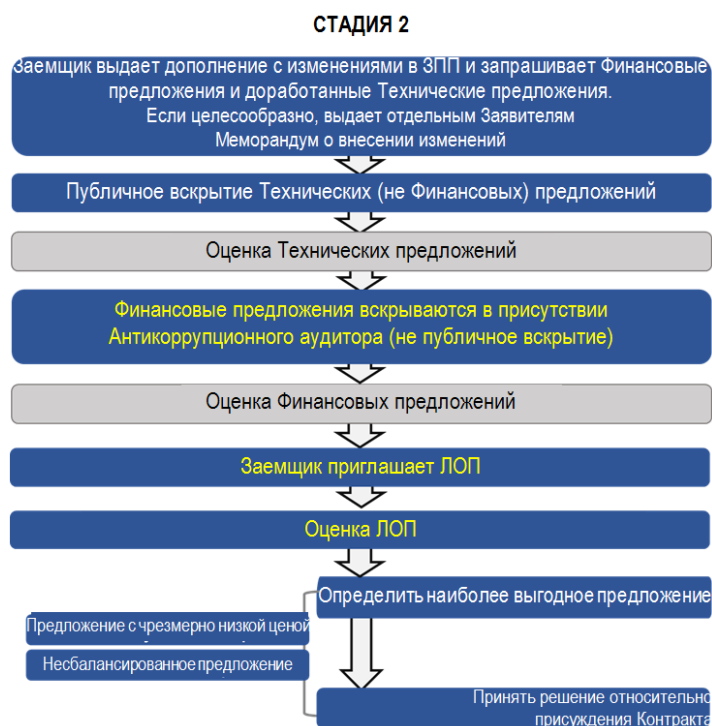 СТАДИЯ 2
Заемщик выдает дополнение с изменениями в ЗПП и запрашивает Финансовые
предложения и доработанные Технические предложения.
Если целесообразно, выдает отдельным Заявителям
Меморандум о внесении изменений
Публичное вскрытие Технических (не Финансовых) предложений
Оценка Технических предложений
Финансовые предложения вскрываются в присутствии
Антикоррупционного аудитора (не публичное вскрытие)
Оценка Финансовых предложений
Заемщик приглашает ЛОП
Оценка ЛОП
Определить наиболее выгодное предложение
Предложение с чрезмерно низкой ценой
Несбалансированное предложение
Принять решение относительно
присуждения Контракта